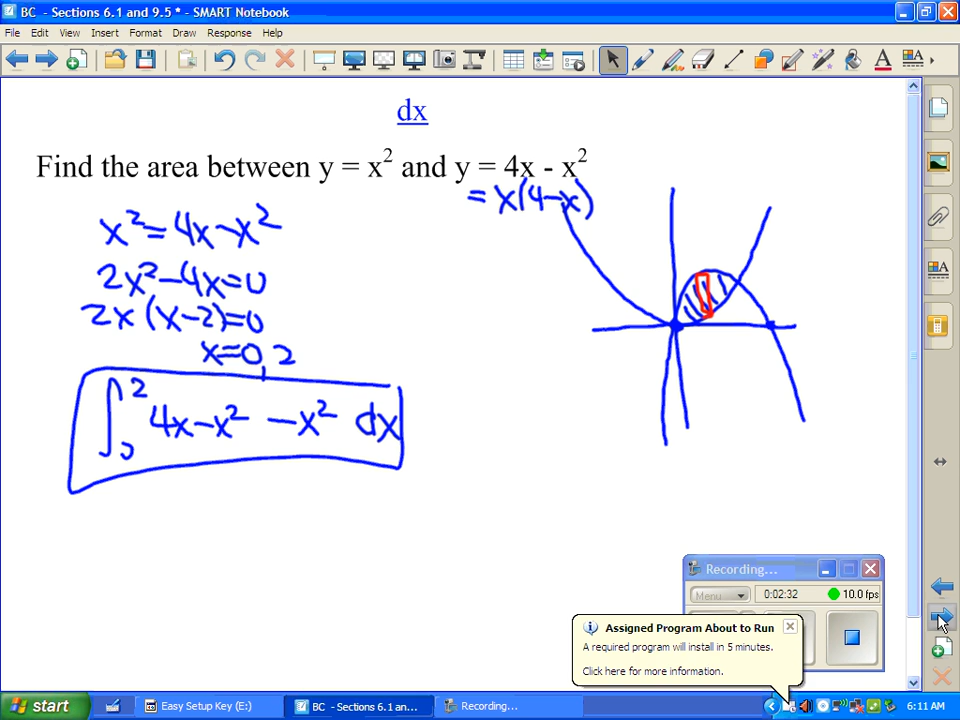 BC - Sections 6.1 and 9.5 * - SMART Notebook
File Edit View Insert Format Draw Response Help
dx
Find the area between y = x² and y = 4x - x²
= x(4-x)
x² = 4x-x²
2x²-4x=0
2x(x-2)=0
x=0,2
∫₀² 4x-x² -x² dx
Recording...
Menu
0:02:32
10.0 fps
Assigned Program About to Run
A required program will install in 5 minutes.
Click here for more information.
start
Easy Setup Key (E:)
BC - Sections 6.1 an...
Recording...
6:11 AM